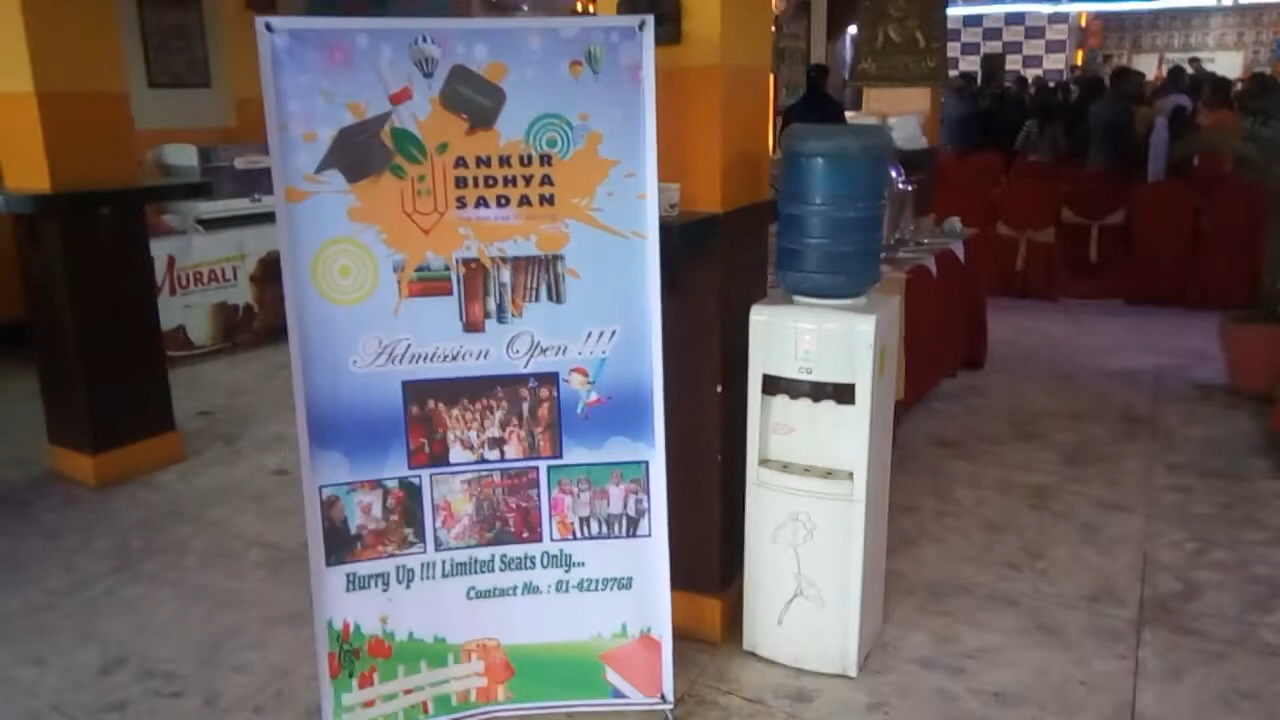 ANKUR
BIDHYA
SADAN
Admission Open !!!
Hurry Up !!! Limited Seats Only...
Contact No. : 01-4219768
MURALI
CG